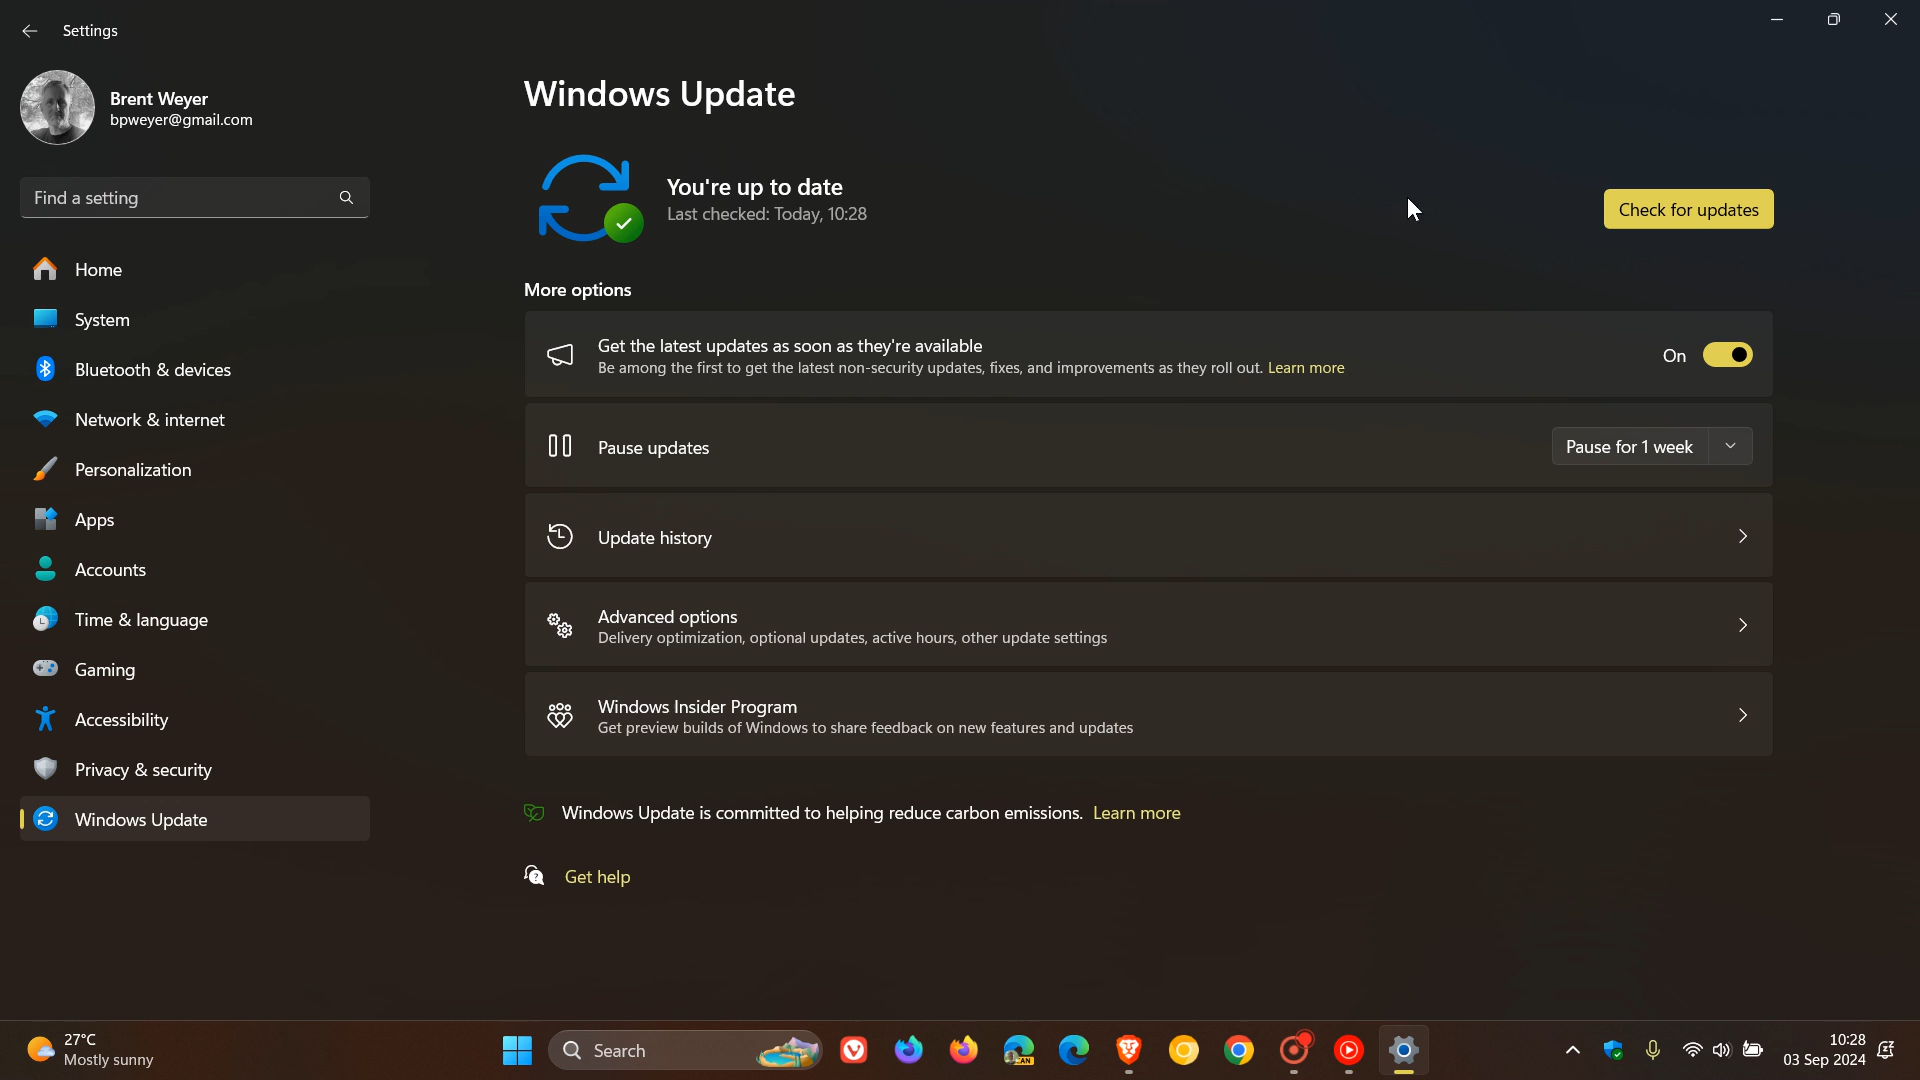 Settings
Brent Weyer
bpweyer@gmail.com
Find a setting
Home
System
Bluetooth & devices
Network & internet
Personalization
Apps
Accounts
Time & language
Gaming
Accessibility
Privacy & security
Windows Update
Windows Update
You're up to date
Last checked: Today, 10:28
Check for updates
More options
Get the latest updates as soon as they're available
Be among the first to get the latest non-security updates, fixes, and improvements as they roll out. Learn more
On
Pause updates
Pause for 1 week
Update history
Advanced options
Delivery optimization, optional updates, active hours, other update settings
Windows Insider Program
Get preview builds of Windows to share feedback on new features and updates
Windows Update is committed to helping reduce carbon emissions. Learn more
Get help
27°C
Mostly sunny
Search
CAN
10:28
03 Sep 2024